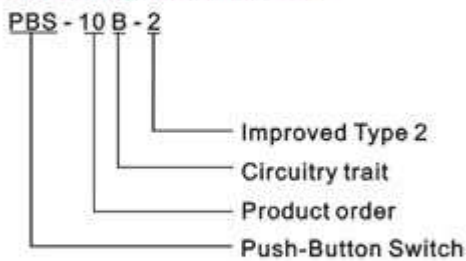 PBS - 10 B - 2
Improved Type 2
Circuitry trait
Product order
Push-Button Switch